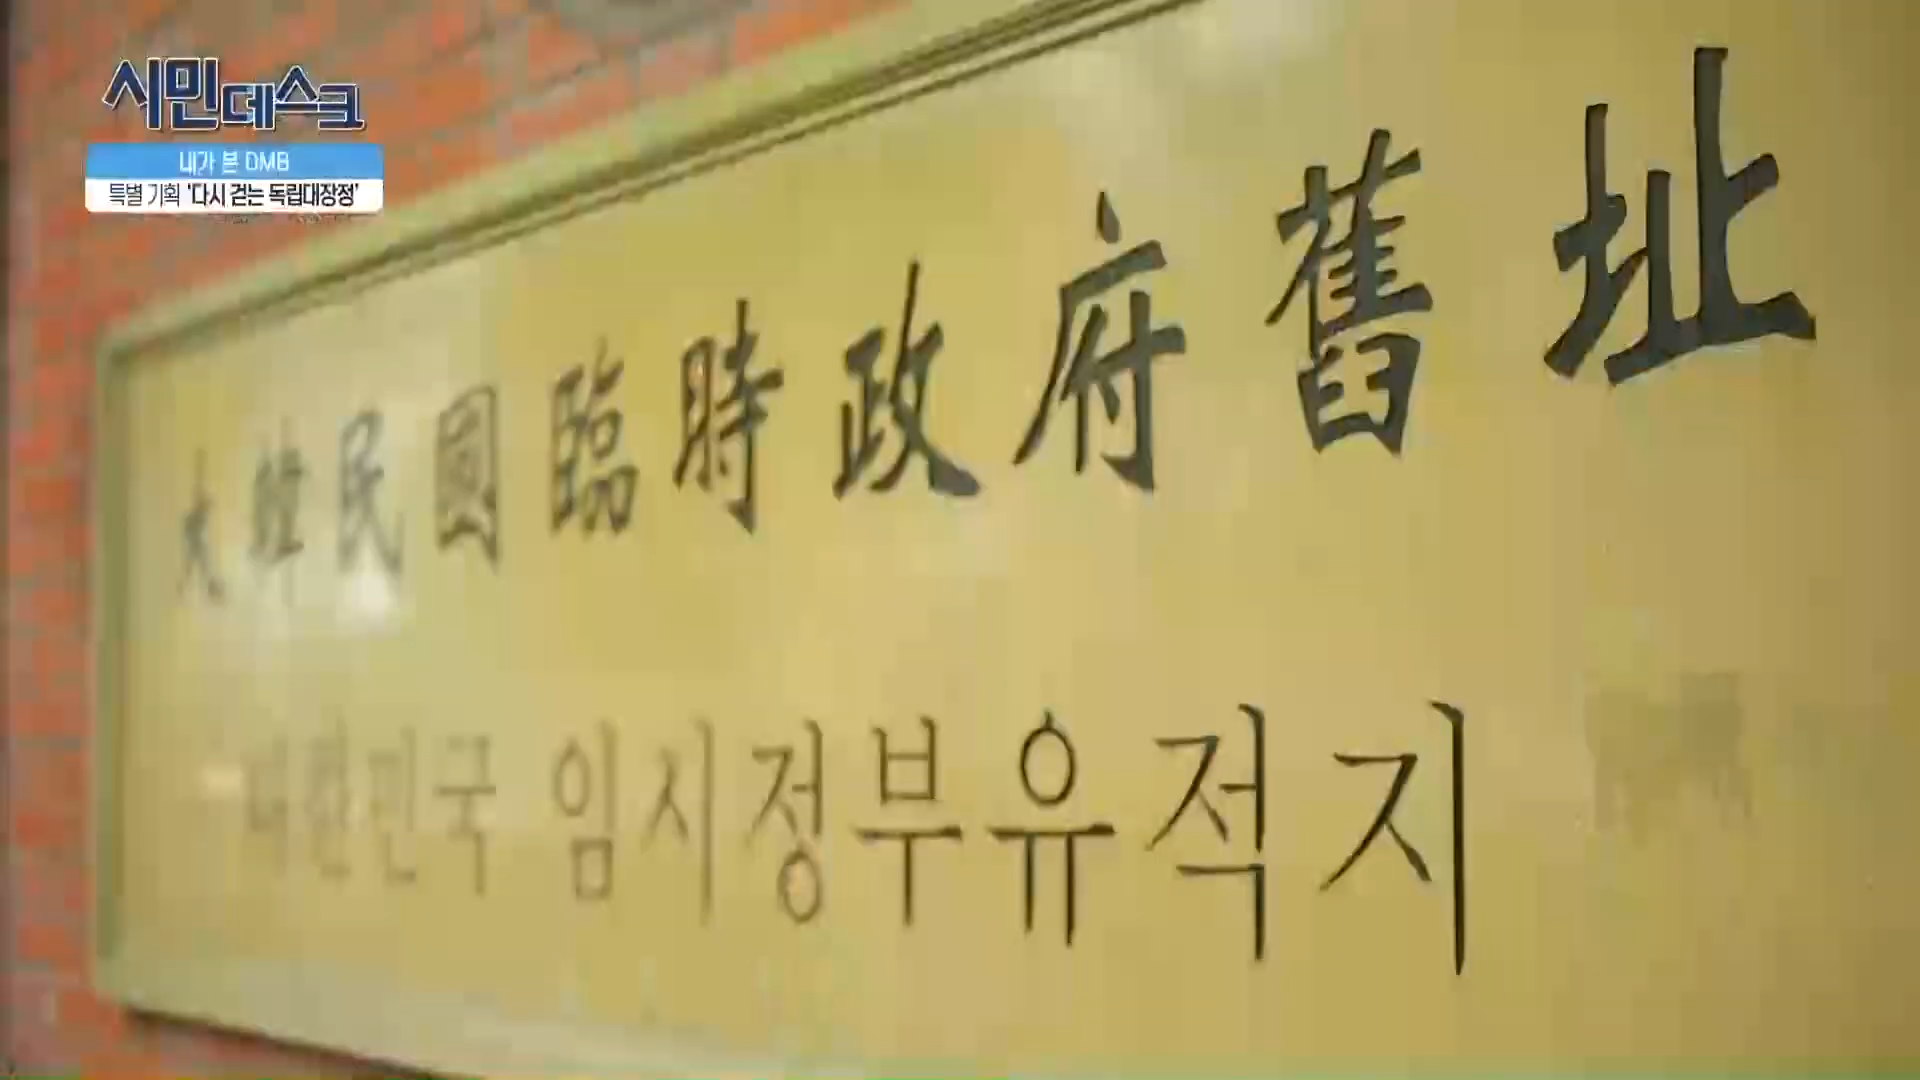 시민데스크
내가 본 DMB
특별 기획 '다시 걷는 독립대장정'
大韓民國臨時政府舊址
대한민국 임시정부유적지